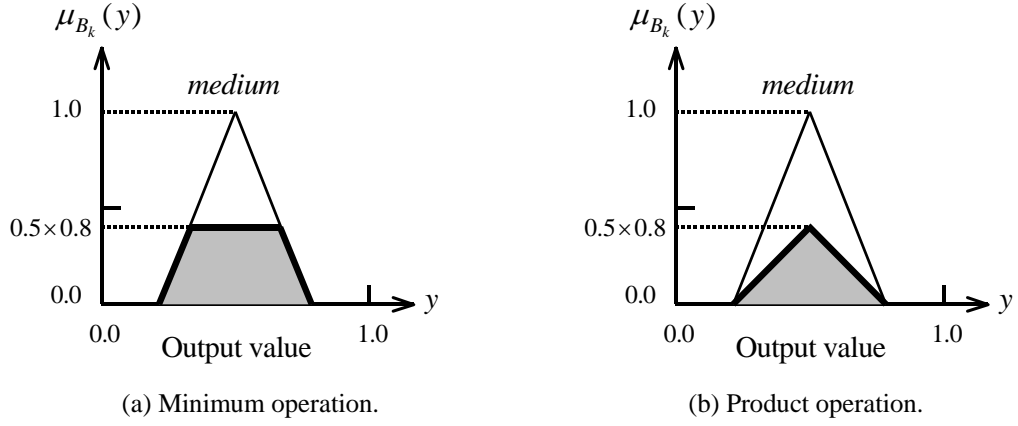 μ_{B_k}(y)
medium
1.0
0.5×0.8
0.0
y
0.0
1.0
Output value
(a) Minimum operation.
μ_{B_k}(y)
medium
1.0
0.5×0.8
0.0
y
0.0
1.0
Output value
(b) Product operation.